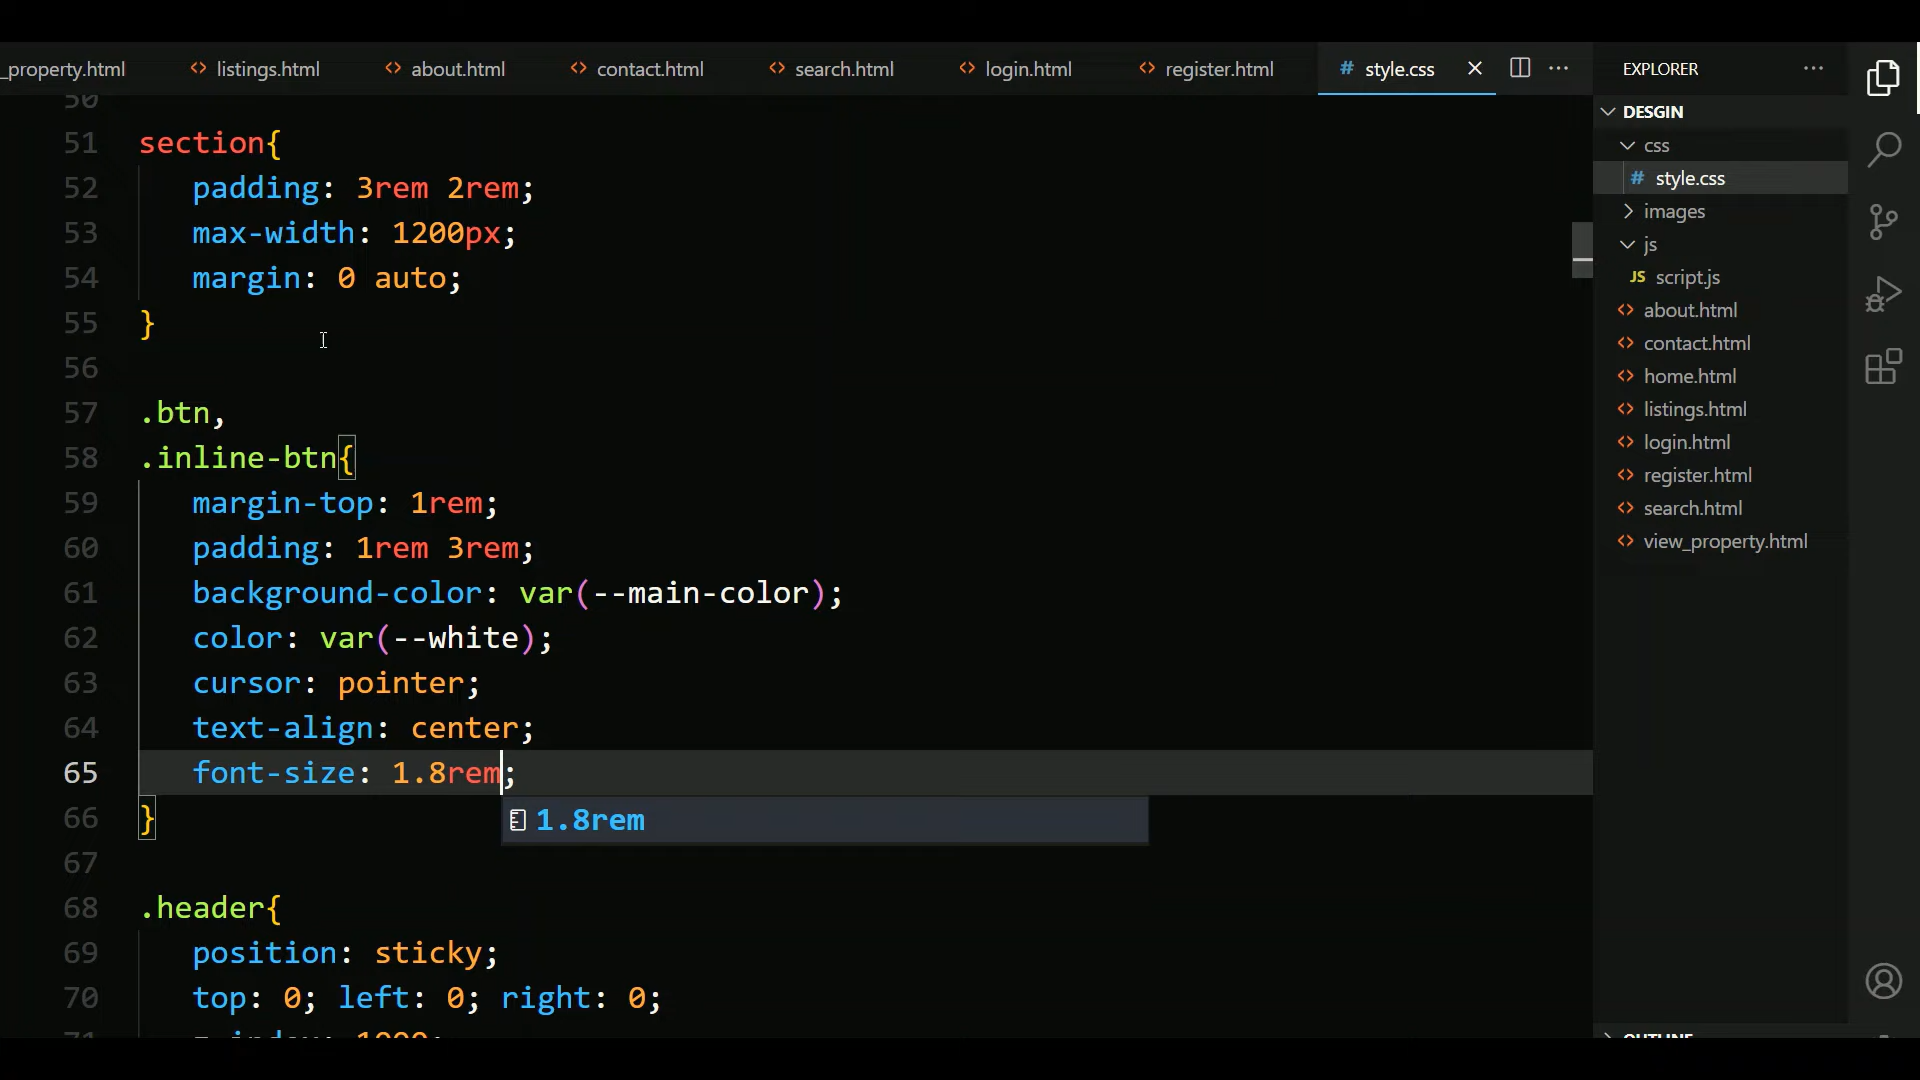 _property.html <> listings.html <> about.html <> contact.html <> search.html <> login.html <> register.html # style.css
50
51 section{
52 padding: 3rem 2rem;
53 max-width: 1200px;
54 margin: 0 auto;
55 }
56
57 .btn,
58 .inline-btn{
59 margin-top: 1rem;
60 padding: 1rem 3rem;
61 background-color: var(--main-color);
62 color: var(--white);
63 cursor: pointer;
64 text-align: center;
65 font-size: 1.8rem;
1.8rem
66 }
67
68 .header{
69 position: sticky;
70 top: 0; left: 0; right: 0;
71 z-index: 1000;
EXPLORER
DESGIN
css
# style.css
images
js
JS script.js
<> about.html
<> contact.html
<> home.html
<> listings.html
<> login.html
<> register.html
<> search.html
<> view_property.html
OUTLINE